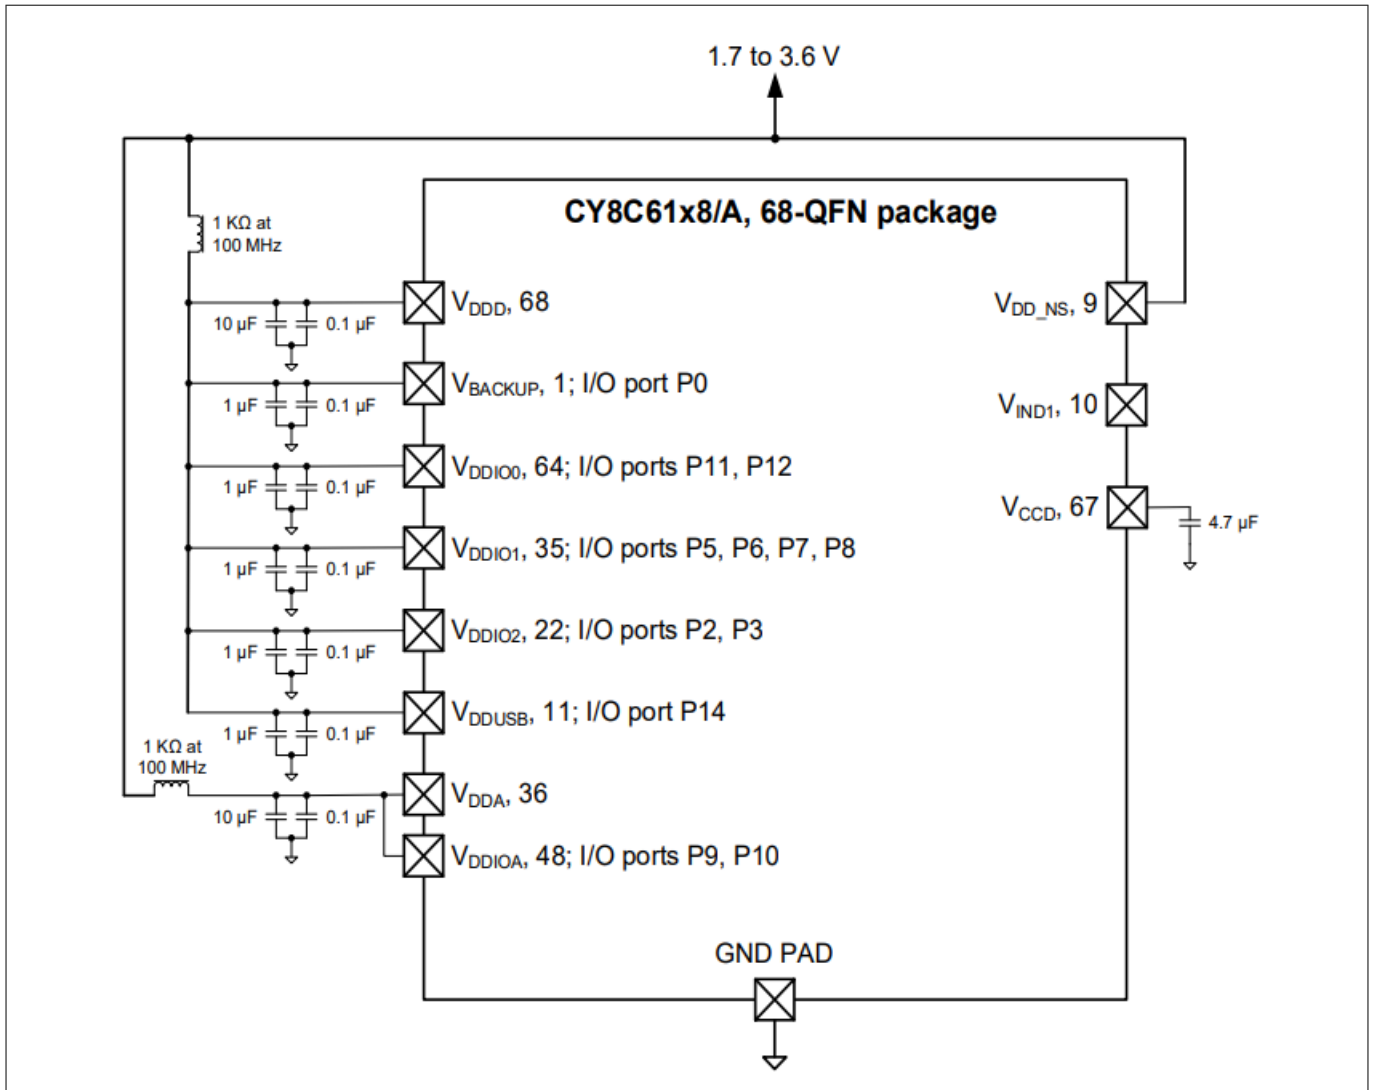 1.7 to 3.6 V
CY8C61x8/A, 68-QFN package
1 KΩ at
100 MHz
VDDD, 68
10 µF
0.1 µF
VBACKUP, 1; I/O port P0
1 µF
0.1 µF
VDDIO0, 64; I/O ports P11, P12
1 µF
0.1 µF
VDDIO1, 35; I/O ports P5, P6, P7, P8
1 µF
0.1 µF
VDDIO2, 22; I/O ports P2, P3
1 µF
0.1 µF
VDDUSB, 11; I/O port P14
1 µF
0.1 µF
1 KΩ at
100 MHz
VDDA, 36
10 µF
0.1 µF
VDDIOA, 48; I/O ports P9, P10
VDD_NS, 9
VIND1, 10
VCCD, 67
4.7 µF
GND PAD